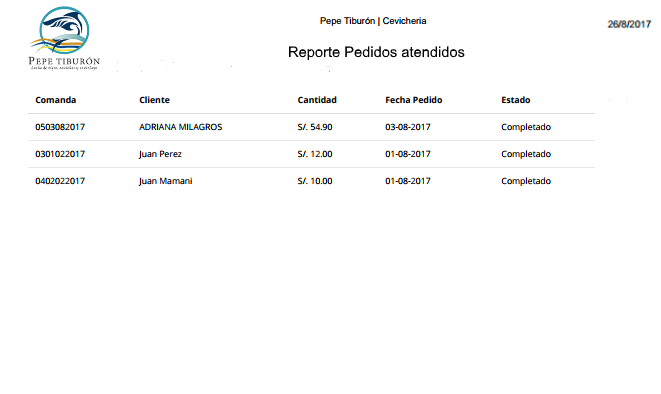 Pepe Tiburón | Cevicheria
26/8/2017
PEPE TIBURÓN
Reporte Pedidos atendidos
Comanda Cliente Cantidad Fecha Pedido Estado
0503082017 ADRIANA MILAGROS S/. 54.90 03-08-2017 Completado
0301022017 Juan Perez S/. 12.00 01-08-2017 Completado
0402022017 Juan Mamani S/. 10.00 01-08-2017 Completado